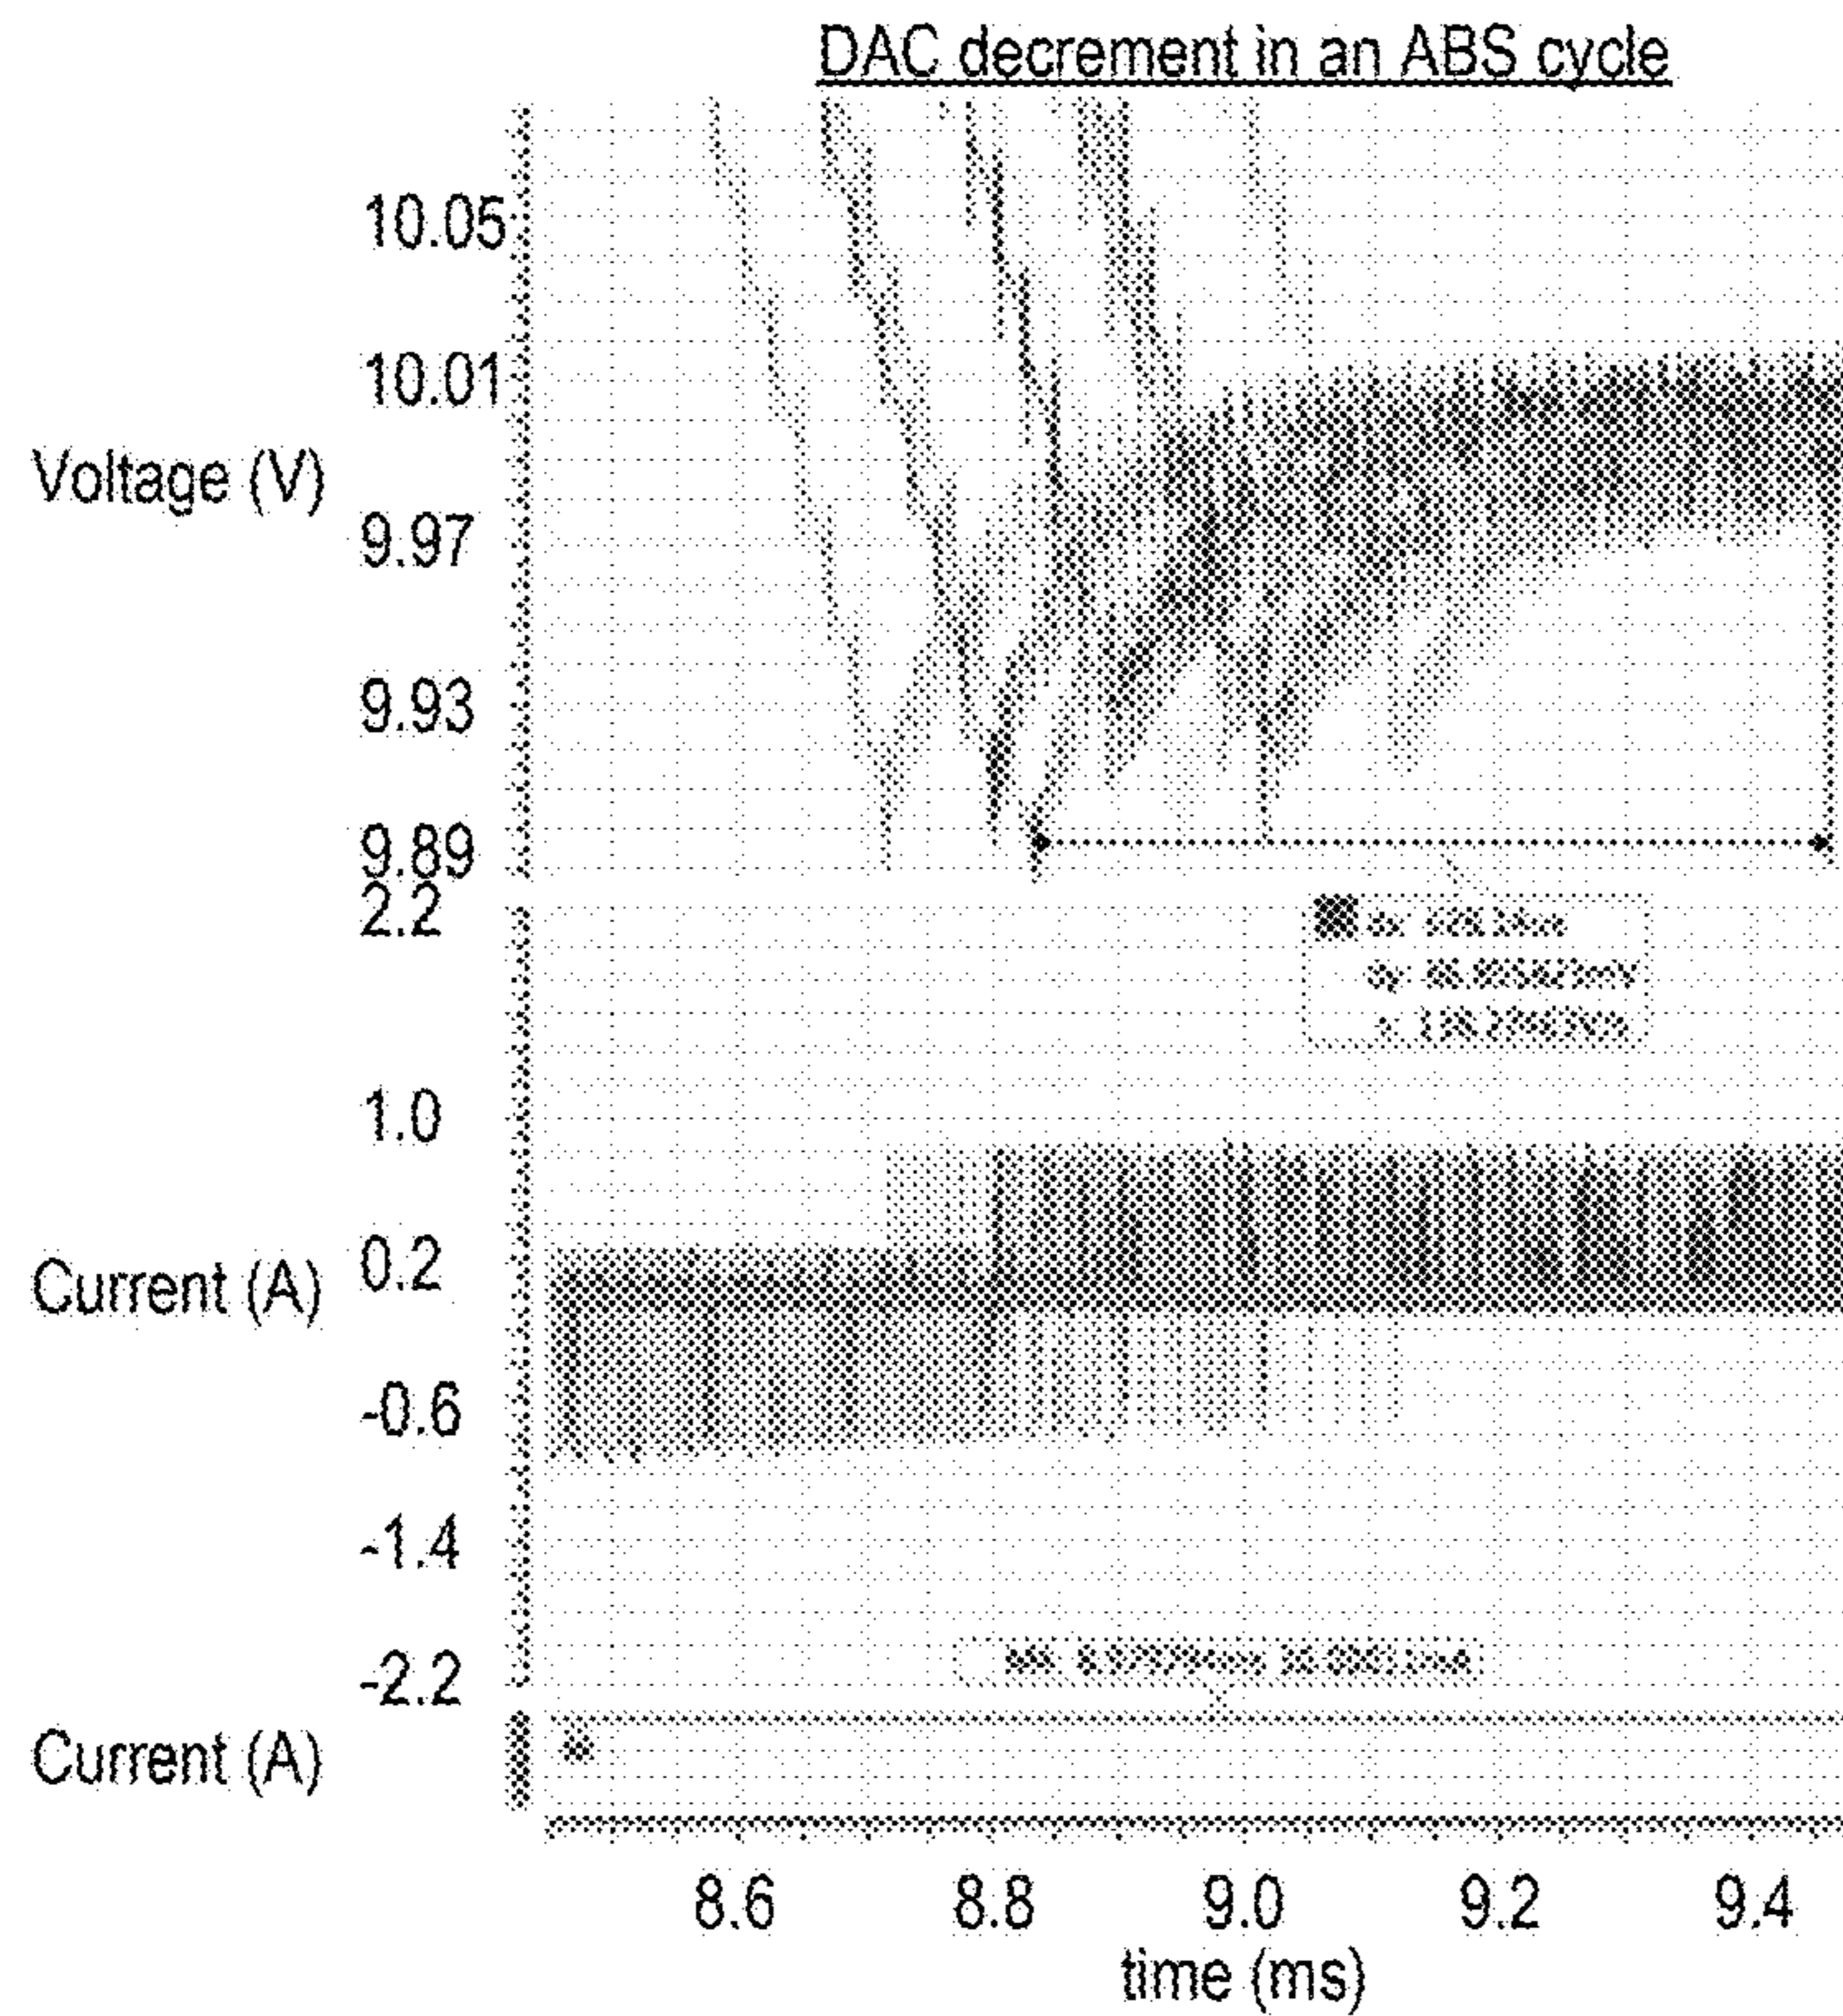 DAC decrement in an ABS cycle
10.05
10.01
Voltage (V)
9.97
9.93
9.89
2.2
1.0
Current (A)
0.2
-0.6
-1.4
-2.2
Current (A)
8.6 8.8 9.0 9.2 9.4
time (ms)